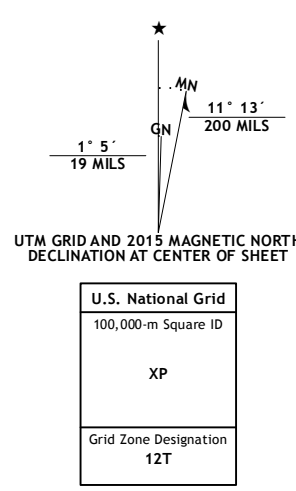 ★
MN
11° 13´
200 MILS
GN
1° 5´
19 MILS
UTM GRID AND 2015 MAGNETIC NORTH
DECLINATION AT CENTER OF SHEET
U.S. National Grid
100,000-m Square ID
XP
Grid Zone Designation
12T